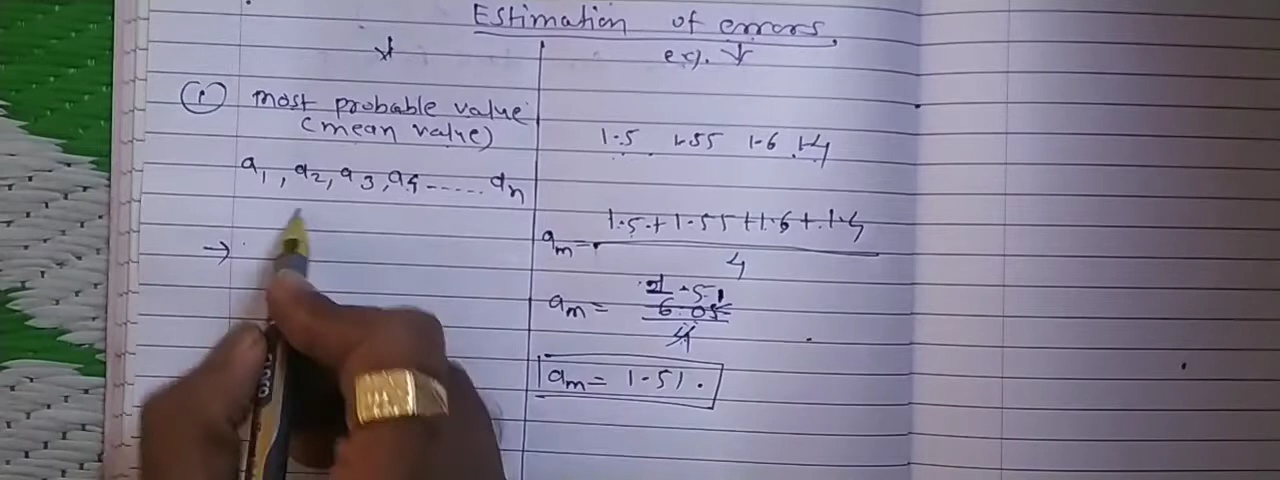 Estimation of errors.
ex. ↓
① most probable value
(mean value)
a1, a2, a3, a4 ...... an
→
1.5 1.55 1.6 1.4
am = 1.5 + 1.55 + 1.6 + 1.4
4
am = 6.05
4
am = 1.51.